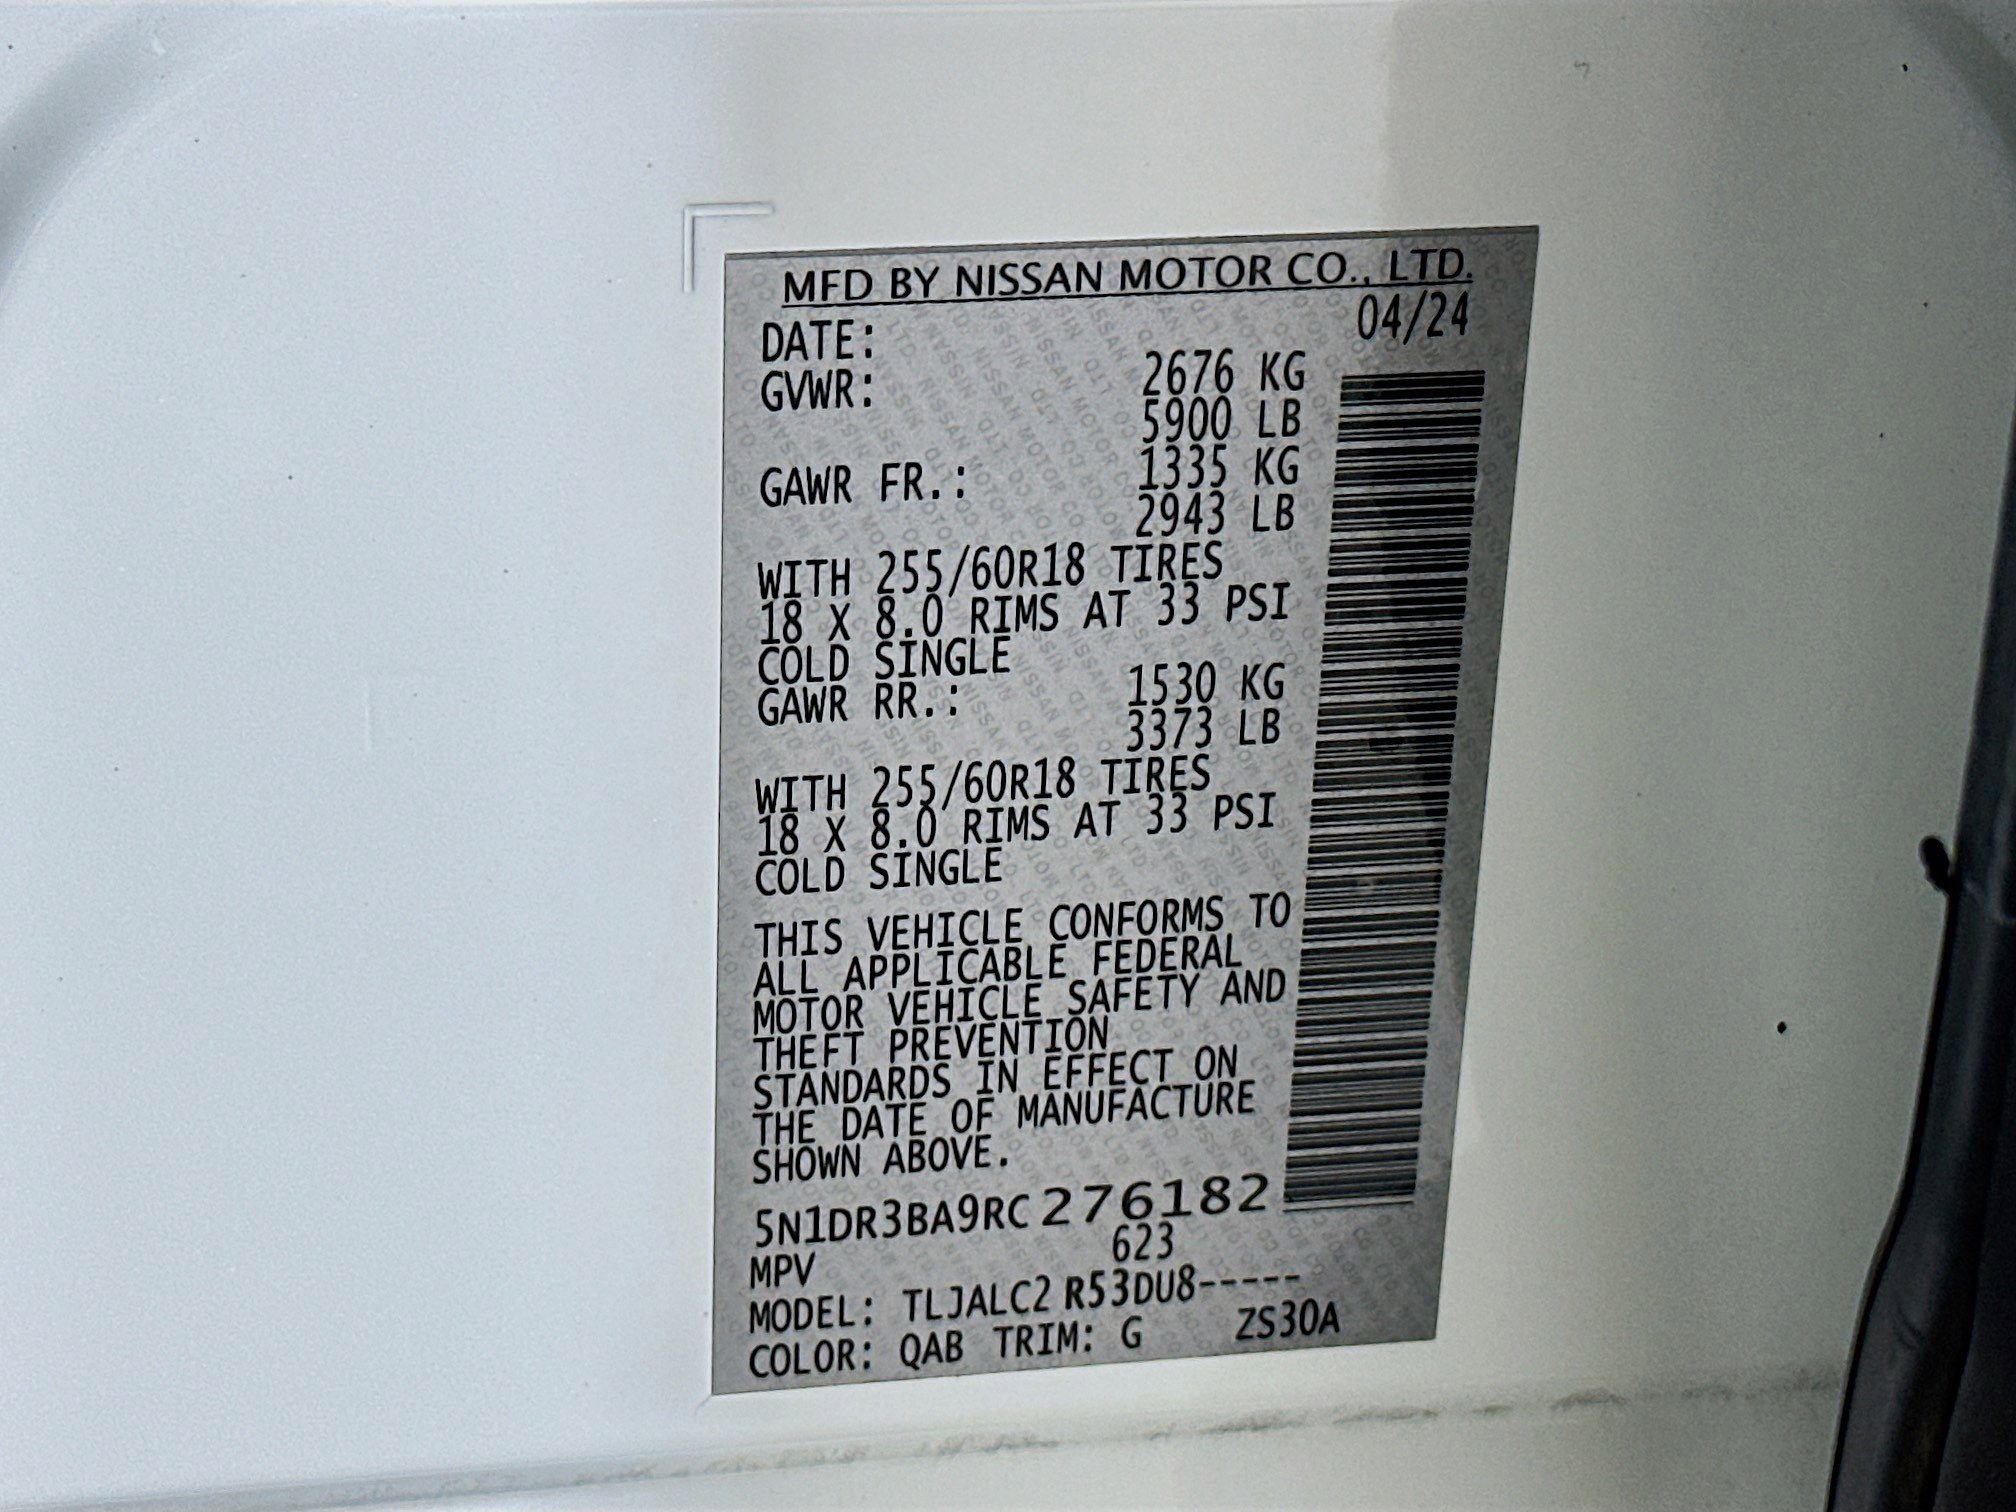 MFD BY NISSAN MOTOR CO., LTD.
DATE: 04/24
GVWR: 2676 KG
5900 LB
GAWR FR.: 1335 KG
2943 LB
WITH 255/60R18 TIRES
18 X 8.0 RIMS AT 33 PSI
COLD SINGLE
GAWR RR.: 1530 KG
3373 LB
WITH 255/60R18 TIRES
18 X 8.0 RIMS AT 33 PSI
COLD SINGLE
THIS VEHICLE CONFORMS TO
ALL APPLICABLE FEDERAL
MOTOR VEHICLE SAFETY AND
THEFT PREVENTION
STANDARDS IN EFFECT ON
THE DATE OF MANUFACTURE
SHOWN ABOVE.
5N1DR3BA9RC276182
MPV 623
MODEL: TLJALC2 R53DU8-----
COLOR: QAB TRIM: G ZS30A